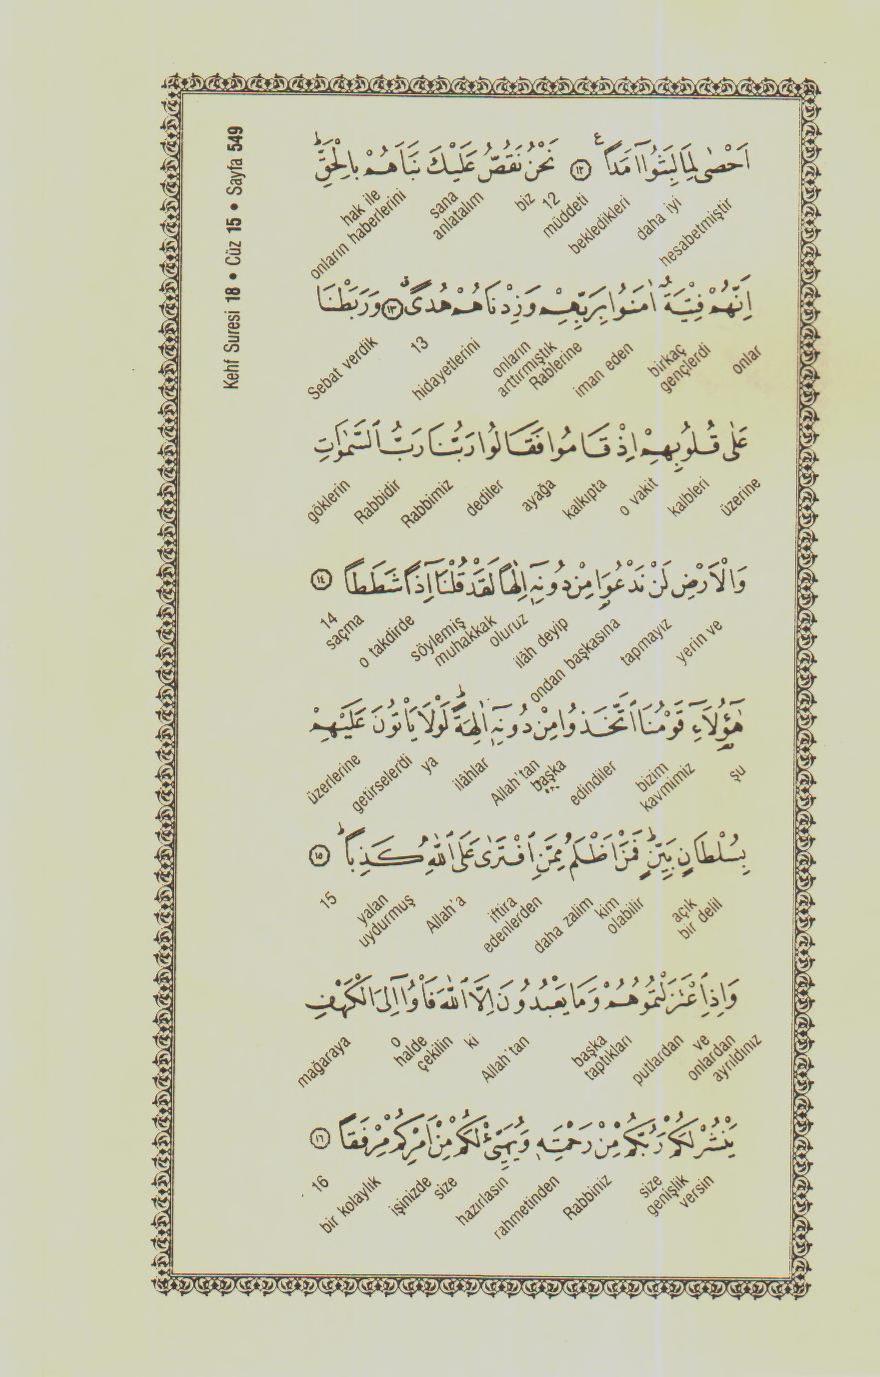 Kehf Suresi 18 • Cüz 15 • Sayfa 549
اَحْصٰى لِمَا لَبِثُٓوا اَمَدًا ﴿١٢﴾ نَحْنُ نَقُصُّ عَلَيْكَ نَبَاَهُمْ بِالْحَقِّ
hesabetmiştir daha iyi bekledikleri müddeti 12 biz sana anlatalım hak ile onların haberlerini
اِنَّهُمْ فِتْيَةٌ اٰمَنُوا بِرَبِّهِمْ وَزِدْنَاهُمْ هُدًى ﴿١٣﴾ وَرَبَطْنَا
onlar birkaç gençlerdi iman eden Rablerine onların arttırmıştık hidayetlerini 13 Sebat verdik
عَلٰى قُلُوبِهِمْ اِذْ قَامُوا فَقَالُوا رَبُّنَا رَبُّ السَّمٰوَاتِ
üzerine kalbleri o vakit kalkıpta ayağa dediler Rabbimiz Rabbidir göklerin
وَالْاَرْضِ لَنْ نَدْعُوَا مِنْ دُونِهٖٓ اِلٰهًا لَقَدْ قُلْنَٓا اِذًا شَطَطًا ﴿١٤﴾
yerin ve tapmayız ondan başkasına ilâh deyip oluruz muhakkak söylemiş o takdirde saçma 14
هٰٓؤُ۬لَٓاءِ قَوْمُنَا اتَّخَذُوا مِنْ دُونِهٖٓ اٰلِهَةً لَوْلَا يَاْتُونَ عَلَيْهِمْ
şu bizim kavmimiz edindiler başka Allah'tan ilâhlar ya getirselerdi üzerlerine
بِسُلْطَانٍ بَيِّنٍ فَمَنْ اَظْلَمُ مِمَّنِ افْتَرٰى عَلَى اللّٰهِ كَذِبًا ﴿١٥﴾
açık bir delil kim olabilir daha zalim iftira edenlerden Allah'a yalan uydurmuş 15
وَاِذِ اعْتَزَلْتُمُوهُمْ وَمَا يَعْبُدُونَ اِلَّا اللّٰهَ فَاْوُٓا اِلَى الْكَهْفِ
ve onlardan ayrıldınız putlardan başka taptıkları Allah'tan ki o halde çekilin mağaraya
يَنْشُرْ لَكُمْ رَبُّكُمْ مِنْ رَحْمَتِهٖ وَيُهَيِّئْ لَكُمْ مِنْ اَمْرِكُمْ مِرْفَقًا ﴿١٦﴾
size genişlik versin Rabbiniz rahmetinden hazırlasın size işinizde bir kolaylık 16